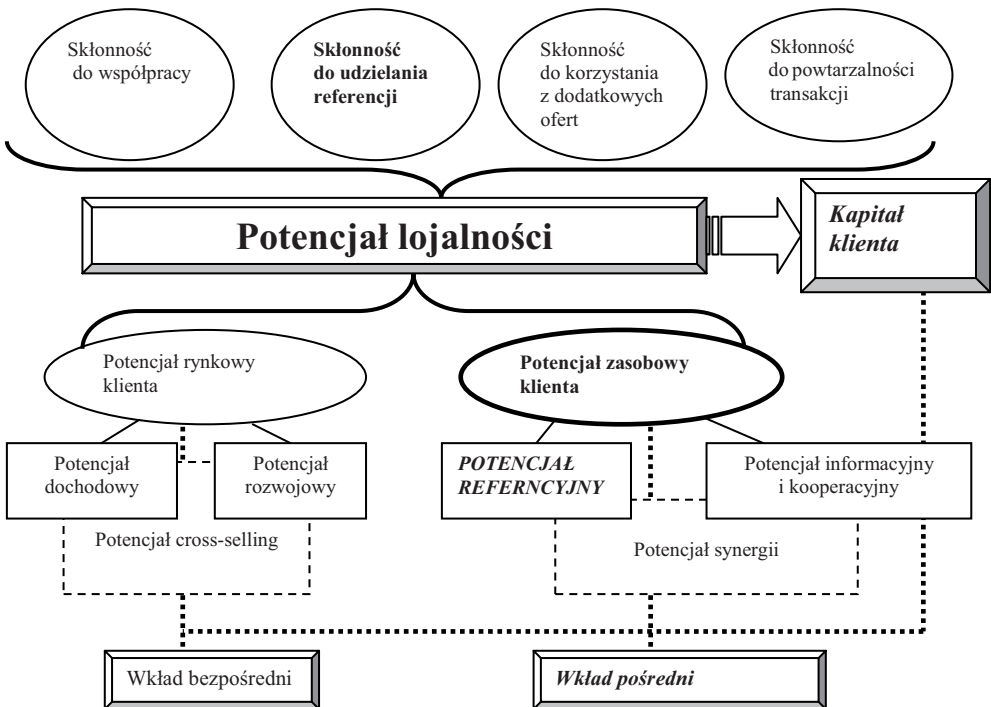 Skłonność
do współpracy
Skłonność
do udzielania
referencji
Skłonność
do korzystania
z dodatkowych
ofert
Skłonność
do powtarzalności
transakcji
Potencjał lojalności
Kapitał
klienta
Potencjał rynkowy
klienta
Potencjał zasobowy
klienta
Potencjał
dochodowy
Potencjał
rozwojowy
POTENCJAŁ
REFERNCYJNY
Potencjał informacyjny
i kooperacyjny
Potencjał cross-selling
Potencjał synergii
Wkład bezpośredni
Wkład pośredni